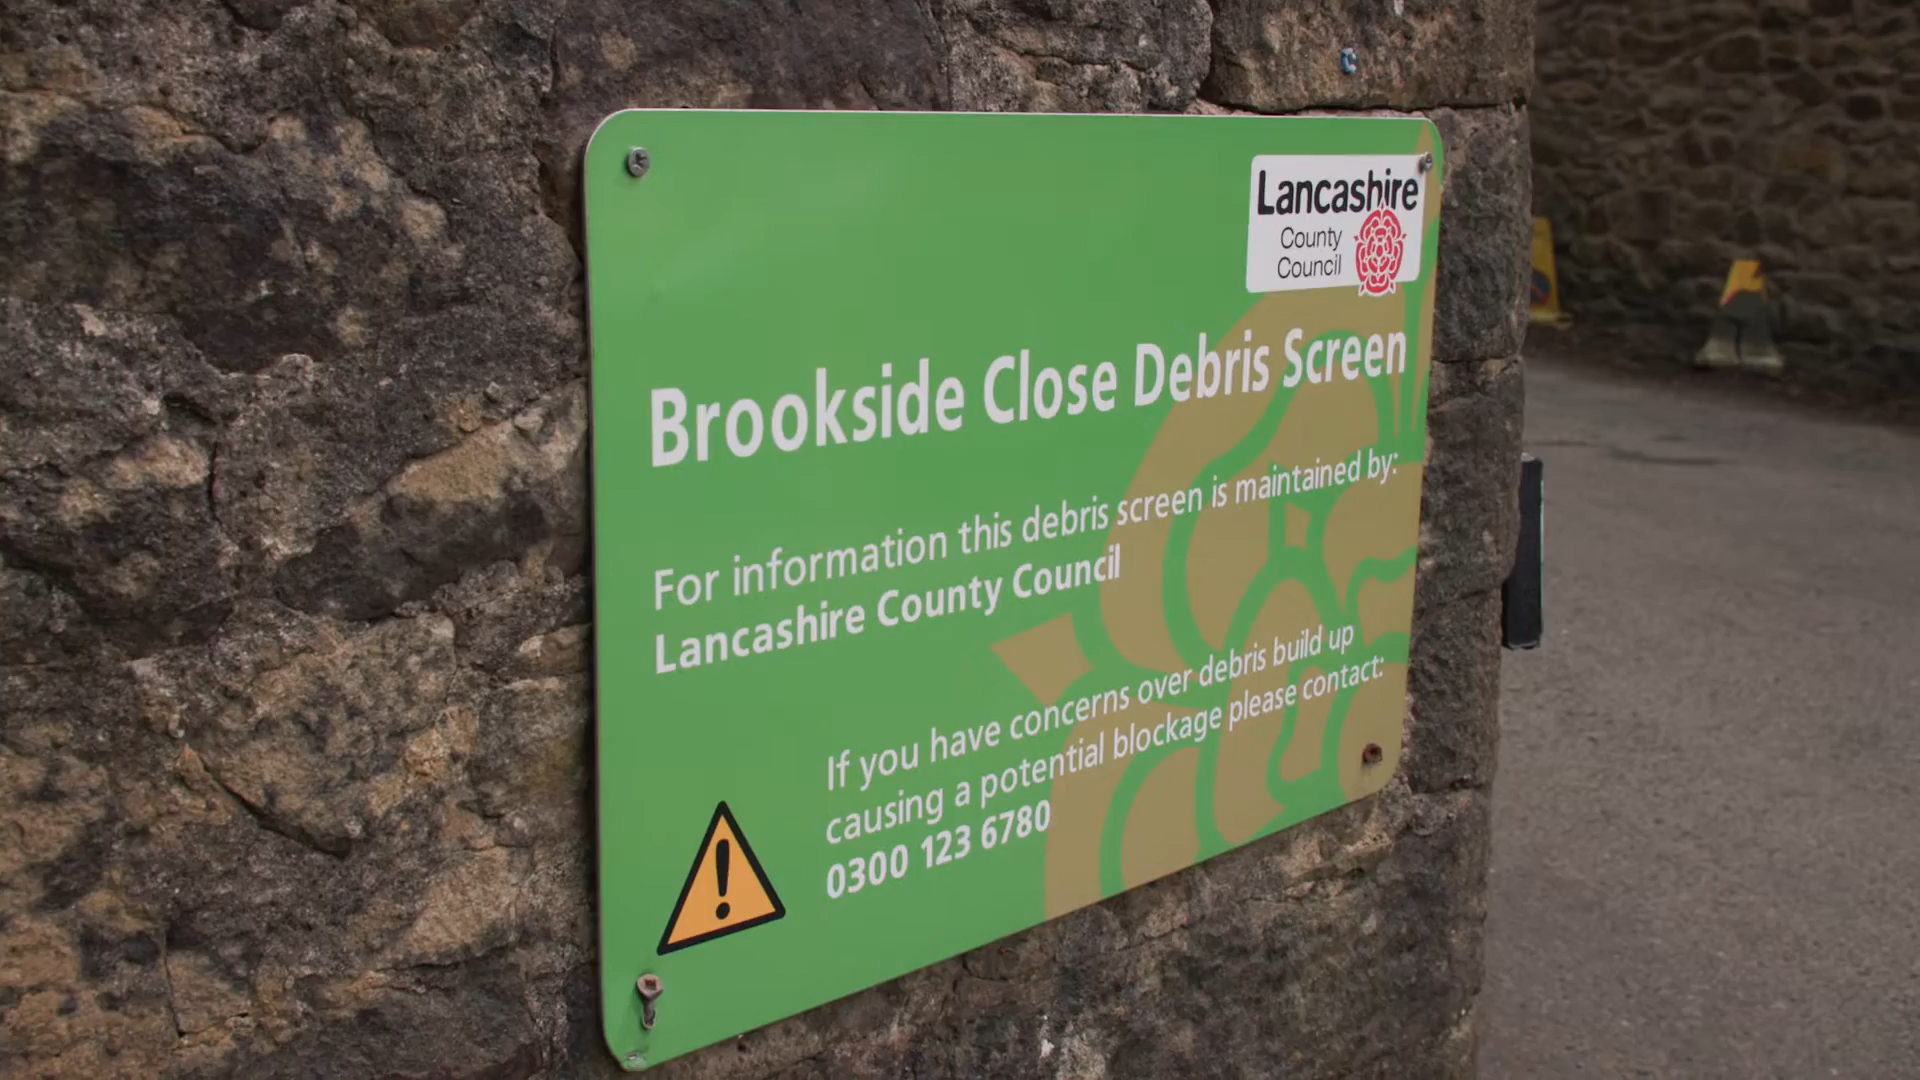 Lancashire
County
Council
Brookside Close Debris Screen
For information this debris screen is maintained by:
Lancashire County Council
If you have concerns over debris build up
causing a potential blockage please contact:
0300 123 6780